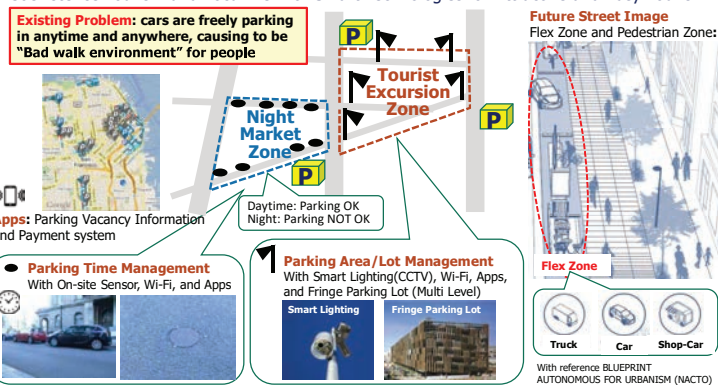 Existing Problem: cars are freely parking
in anytime and anywhere, causing to be
“Bad walk environment” for people
P
Tourist
Excursion
Zone
Night
Market
Zone
P
P
Future Street Image
Flex Zone and Pedestrian Zone:
Daytime: Parking OK
Night: Parking NOT OK
Apps: Parking Vacancy Information
and Payment system
Parking Time Management
With On-site Sensor, Wi-Fi, and Apps
Parking Area/Lot Management
With Smart Lighting(CCTV), Wi-Fi, Apps,
and Fringe Parking Lot (Multi Level)
Smart Lighting
Fringe Parking Lot
Flex Zone
Truck
Car
Shop-Car
With reference BLUEPRINT
AUTONOMOUS FOR URBANISM (NACTO)